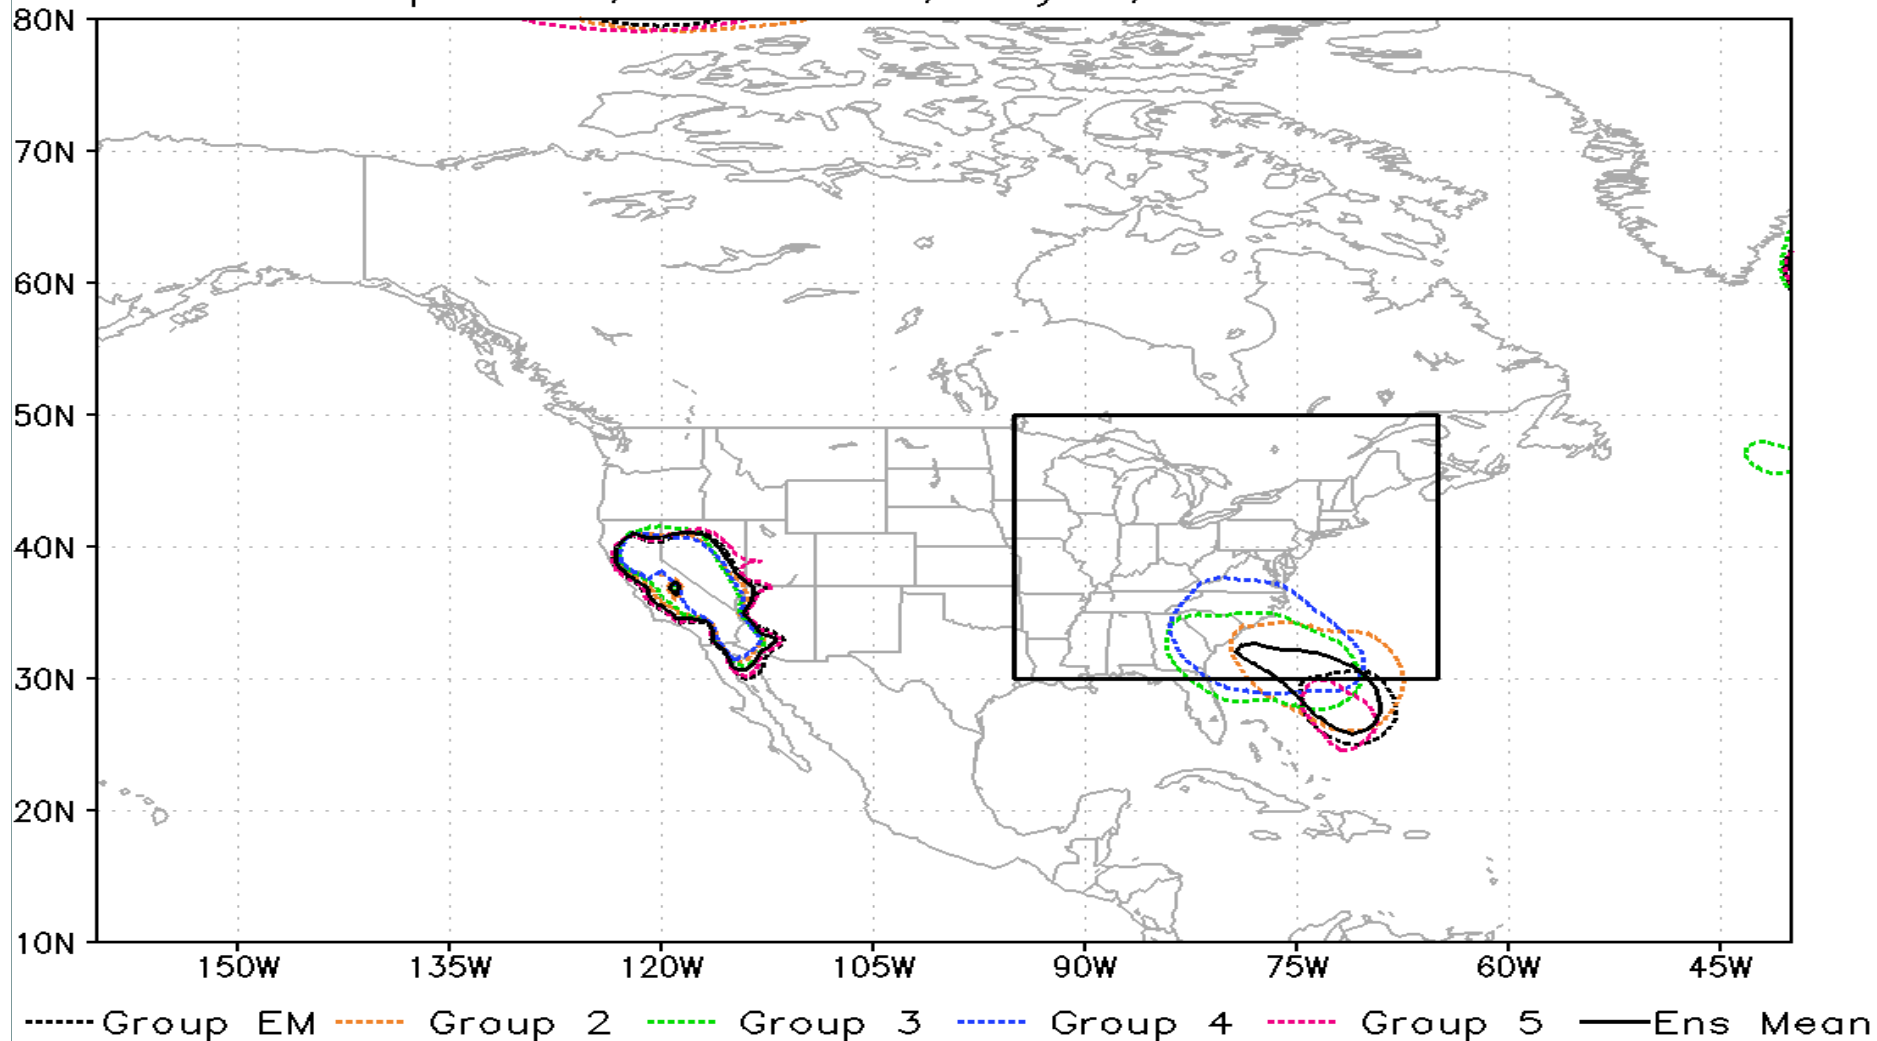 80N
70N
60N
50N
40N
30N
20N
10N
150W 135W 120W 105W 90W 75W 60W 45W
Group EM Group 2 Group 3 Group 4 Group 5 Ens Mean